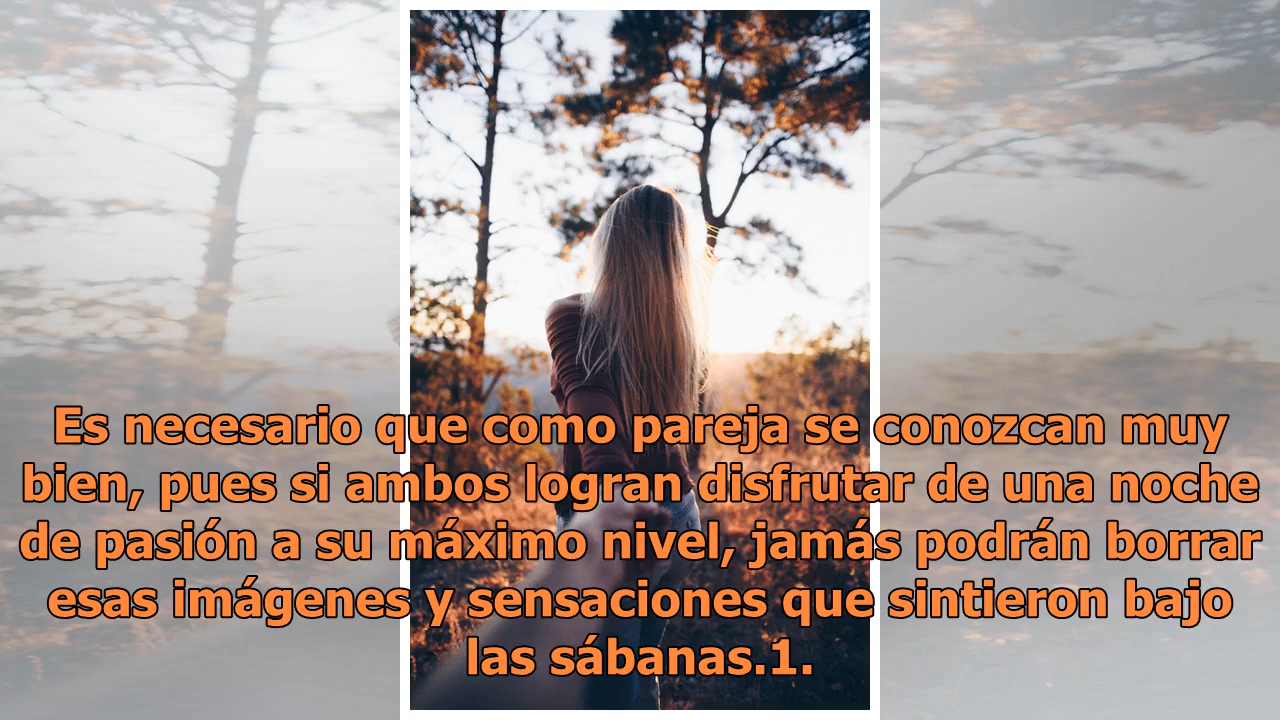 Es necesario que como pareja se conozcan muy
bien, pues si ambos logran disfrutar de una noche
de pasión a su máximo nivel, jamás podrán borrar
esas imágenes y sensaciones que sintieron bajo
las sábanas.1.